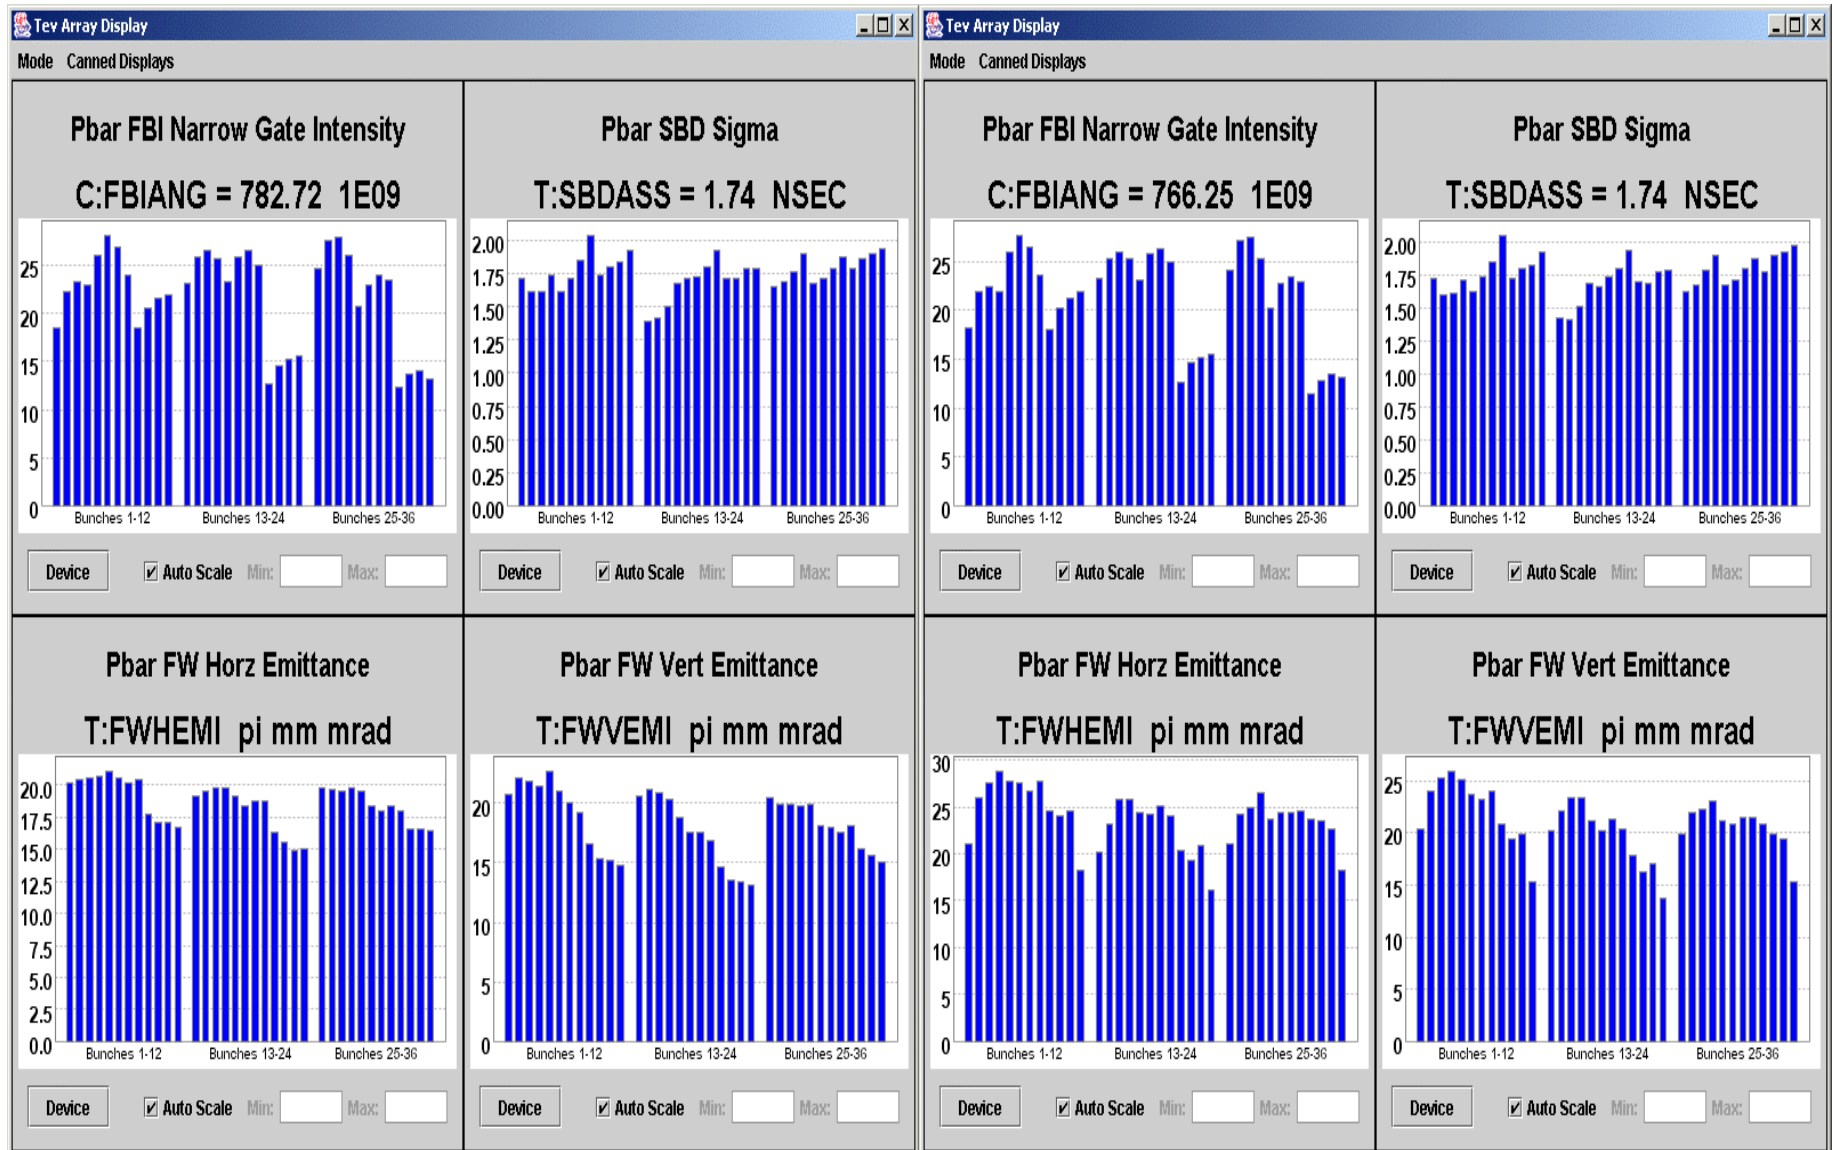 Tev Array Display
Mode Canned Displays
Pbar FBI Narrow Gate Intensity
C:FBIANG = 782.72 1E09
25
20
15
10
5
0
Bunches 1-12 Bunches 13-24 Bunches 25-36
Device Auto Scale Min: Max:
Pbar SBD Sigma
T:SBDASS = 1.74 NSEC
2.00
1.75
1.50
1.25
1.00
0.75
0.50
0.25
0.00
Bunches 1-12 Bunches 13-24 Bunches 25-36
Device Auto Scale Min: Max:
Pbar FW Horz Emittance
T:FWHEMI pi mm mrad
20.0
17.5
15.0
12.5
10.0
7.5
5.0
2.5
0.0
Bunches 1-12 Bunches 13-24 Bunches 25-36
Device Auto Scale Min: Max:
Pbar FW Vert Emittance
T:FWVEMI pi mm mrad
20
15
10
5
0
Bunches 1-12 Bunches 13-24 Bunches 25-36
Device Auto Scale Min: Max:
Tev Array Display
Mode Canned Displays
Pbar FBI Narrow Gate Intensity
C:FBIANG = 766.25 1E09
25
20
15
10
5
0
Bunches 1-12 Bunches 13-24 Bunches 25-36
Device Auto Scale Min: Max:
Pbar SBD Sigma
T:SBDASS = 1.74 NSEC
2.00
1.75
1.50
1.25
1.00
0.75
0.50
0.25
0.00
Bunches 1-12 Bunches 13-24 Bunches 25-36
Device Auto Scale Min: Max:
Pbar FW Horz Emittance
T:FWHEMI pi mm mrad
30
25
20
15
10
5
0
Bunches 1-12 Bunches 13-24 Bunches 25-36
Device Auto Scale Min: Max:
Pbar FW Vert Emittance
T:FWVEMI pi mm mrad
25
20
15
10
5
0
Bunches 1-12 Bunches 13-24 Bunches 25-36
Device Auto Scale Min: Max: